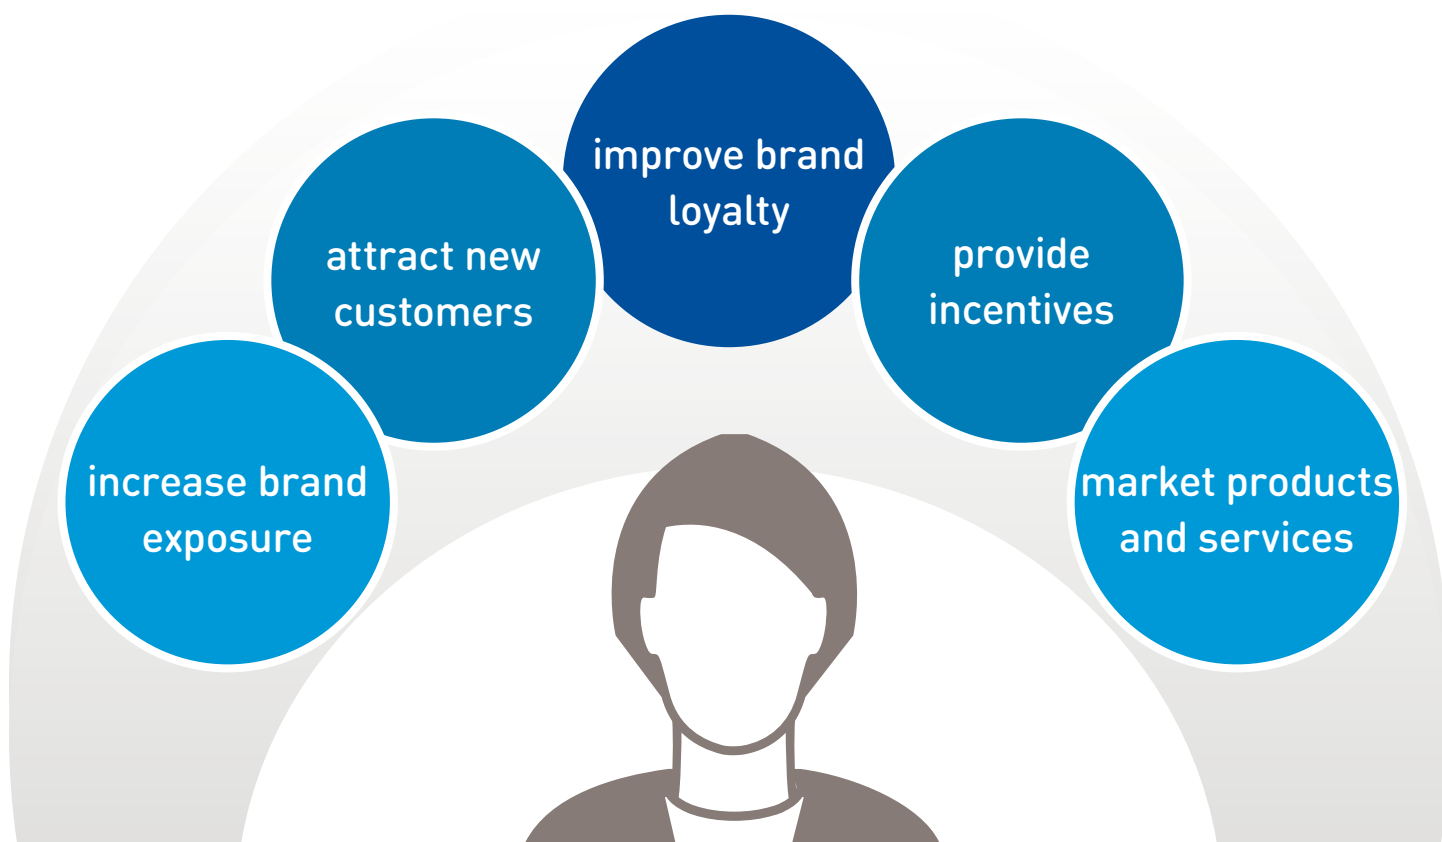 increase brand
exposure
attract new
customers
improve brand
loyalty
provide
incentives
market products
and services